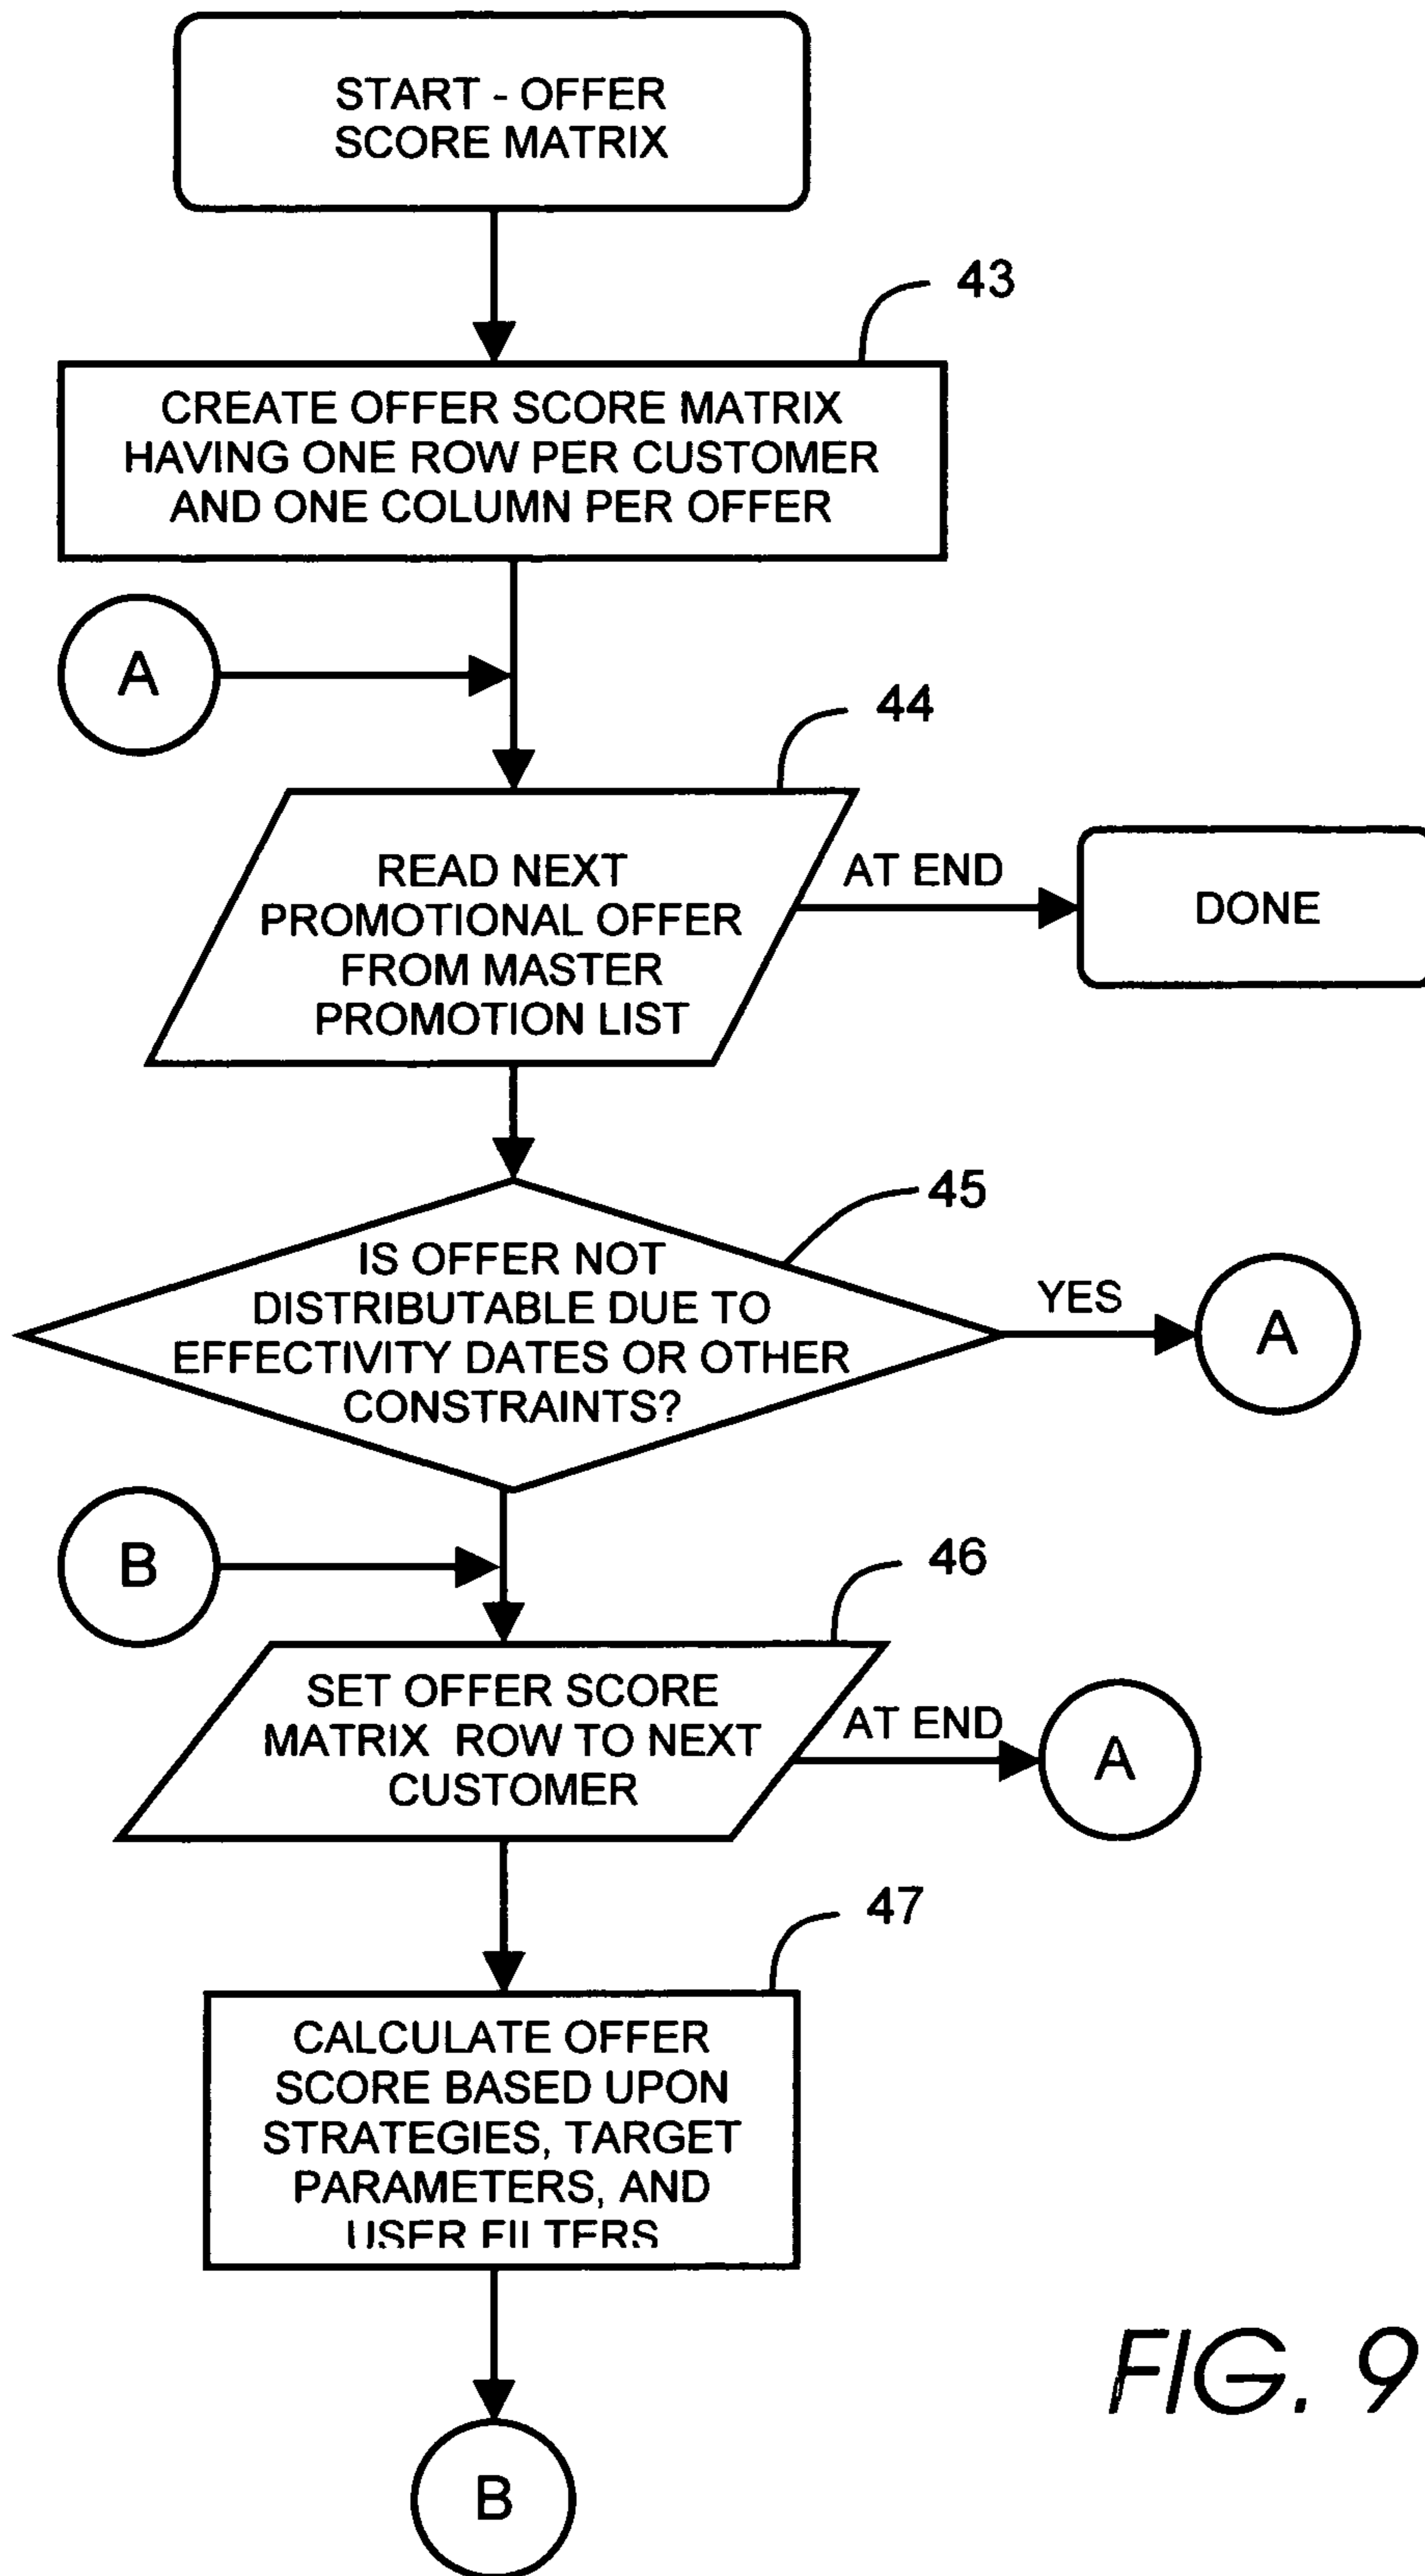 START - OFFER
SCORE MATRIX
43
CREATE OFFER SCORE MATRIX
HAVING ONE ROW PER CUSTOMER
AND ONE COLUMN PER OFFER
A
44
READ NEXT
PROMOTIONAL OFFER
FROM MASTER
PROMOTION LIST
AT END
DONE
45
IS OFFER NOT
DISTRIBUTABLE DUE TO
EFFECTIVITY DATES OR OTHER
CONSTRAINTS?
YES
A
B
46
SET OFFER SCORE
MATRIX ROW TO NEXT
CUSTOMER
AT END
A
47
CALCULATE OFFER
SCORE BASED UPON
STRATEGIES, TARGET
PARAMETERS, AND
USER FILTERS
B
FIG. 9